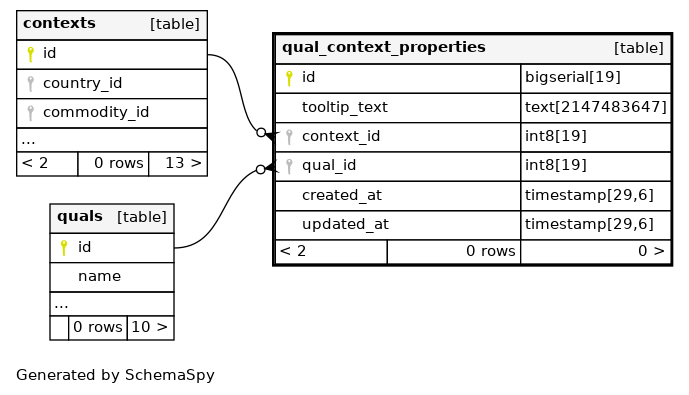 contexts [table]
id
country_id
commodity_id
...
< 2 0 rows 13 >
quals [table]
id
name
...
0 rows 10 >
qual_context_properties [table]
id bigserial[19]
tooltip_text text[2147483647]
context_id int8[19]
qual_id int8[19]
created_at timestamp[29,6]
updated_at timestamp[29,6]
< 2 0 rows 0 >
Generated by SchemaSpy